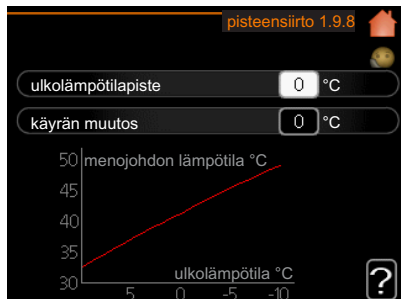 pisteensiirto 1.9.8
ulkolämpötilapiste 0 °C
käyrän muutos 0 °C
50 menojohdon lämpötila °C
45
40
35
ulkolämpötila °C
30
5 0 -5 -10
?